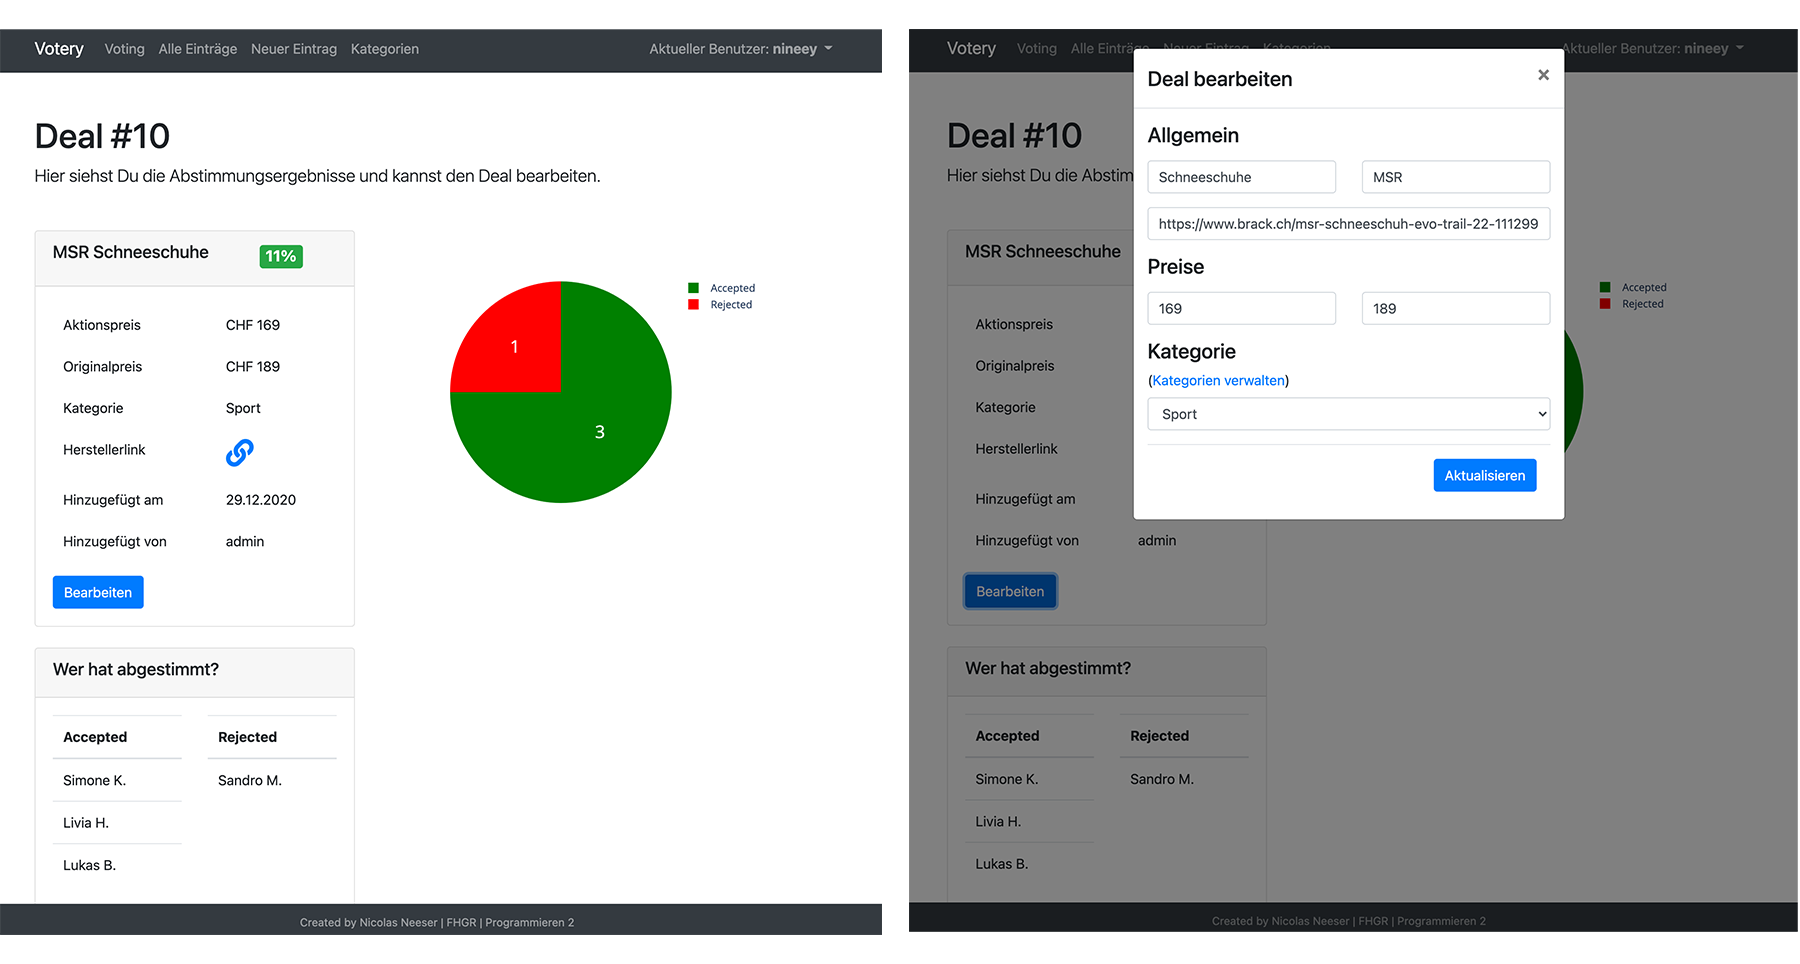 Votery Voting Alle Einträge Neuer Eintrag Kategorien Aktueller Benutzer: nineey
Deal #10
Hier siehst Du die Abstimmungsergebnisse und kannst den Deal bearbeiten.
MSR Schneeschuhe 11%
Aktionspreis CHF 169
Originalpreis CHF 189
Kategorie Sport
Herstellerlink
Hinzugefügt am 29.12.2020
Hinzugefügt von admin
Bearbeiten
Accepted
Rejected
1
3
Wer hat abgestimmt?
Accepted Rejected
Simone K. Sandro M.
Livia H.
Lukas B.
Created by Nicolas Neeser | FHGR | Programmieren 2
Votery Voting Alle Einträge Neuer Eintrag Kategorien Aktueller Benutzer: nineey
Deal #10
Hier siehst Du die Abstim
MSR Schneeschuhe
Aktionspreis
Originalpreis
Kategorie
Herstellerlink
Hinzugefügt am
Hinzugefügt von admin
Bearbeiten
Accepted
Rejected
Deal bearbeiten ×
Allgemein
Schneeschuhe MSR
https://www.brack.ch/msr-schneeschuh-evo-trail-22-111299
Preise
169 189
Kategorie
(Kategorien verwalten)
Sport
Aktualisieren
Wer hat abgestimmt?
Accepted Rejected
Simone K. Sandro M.
Livia H.
Lukas B.
Created by Nicolas Neeser | FHGR | Programmieren 2